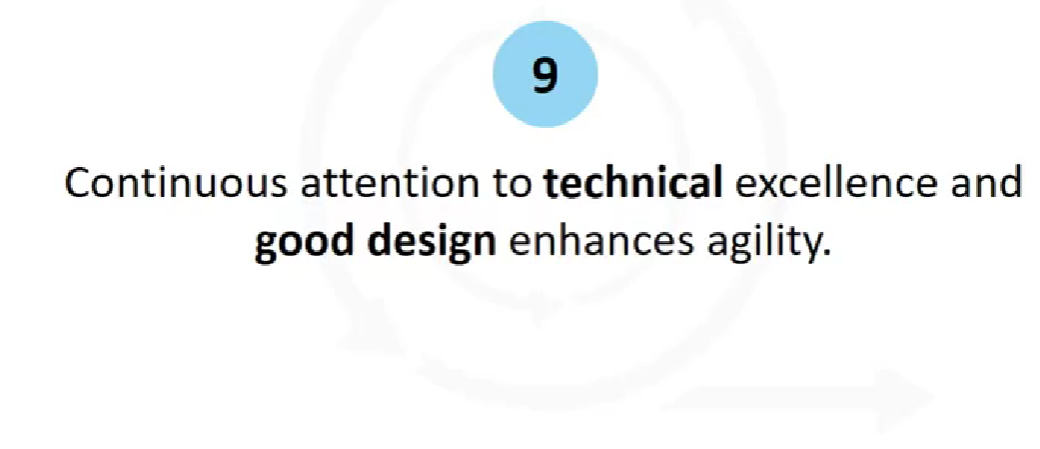 9
Continuous attention to technical excellence and
good design enhances agility.